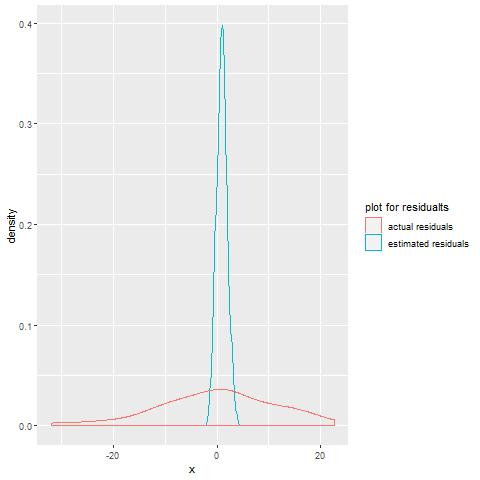 0.4
0.3
0.2
0.1
0.0
density
-20
0
20
x
plot for residualts
actual residuals
estimated residuals